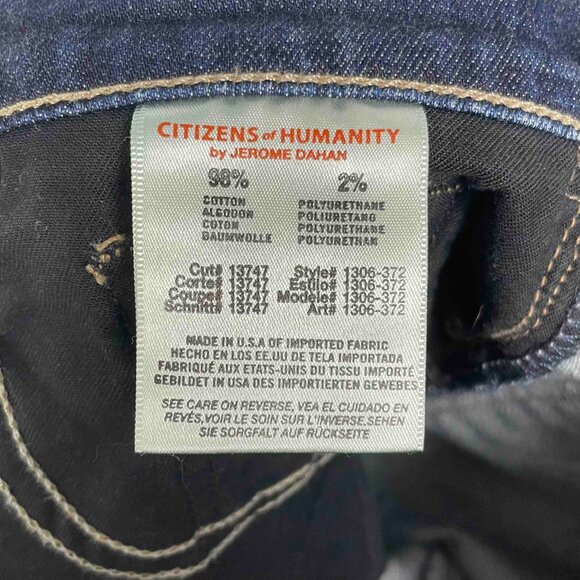 CITIZENS of HUMANITY
by JEROME DAHAN
98% 2%
COTTON POLYURETHANE
ALGODON POLIURETANO
COTON POLYURETHANE
BAUMWOLLE POLYURETHAN
Cut# 13747 Style# 1306-372
Corte# 13747 Estilo# 1306-372
Coupe# 13747 Modele# 1306-372
Schnitt# 13747 Art# 1306-372
MADE IN U.S.A OF IMPORTED FABRIC
HECHO EN LOS EE.UU DE TELA IMPORTADA
FABRIQUÉ AUX ETATS-UNIS DU TISSU IMPORTÉ
GEBILDET IN USA DES IMPORTIERTEN GEWEBES
SEE CARE ON REVERSE, VEA EL CUIDADO EN
REVÉS,VOIR LE SOIN SUR L'INVERSE,SEHEN
SIE SORGFALT AUF RÜCKSEITE